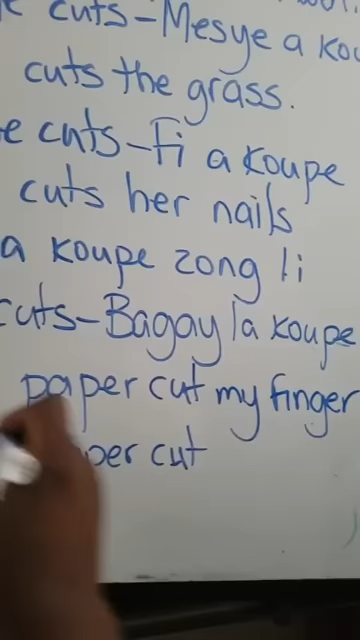 cuts-Mesye a kou
cuts the grass.
e cuts-Fi a koupe
cuts her nails
a koupe zong li
cuts-Bagay la koupe
paper cut my finger
per cut